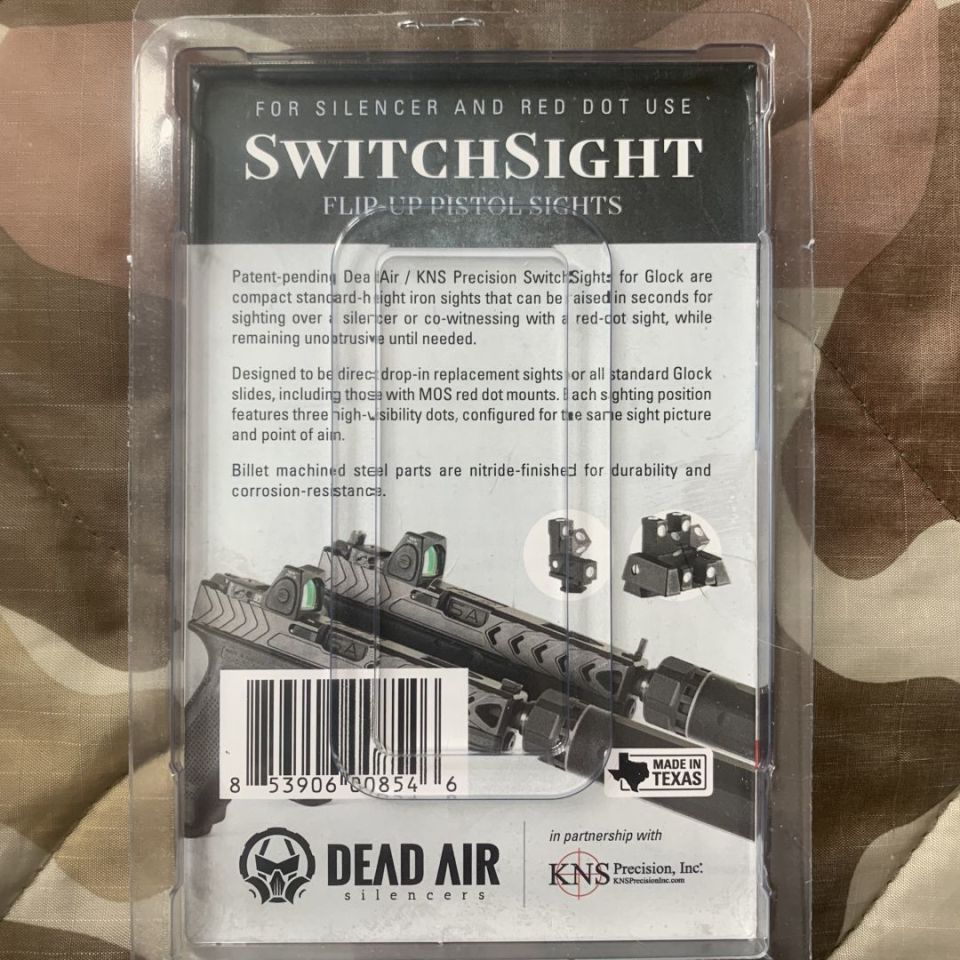 FOR SILENCER AND RED DOT USE
SWITCHSIGHT
FLIP-UP PISTOL SIGHTS
Patent-pending Dead Air / KNS Precision SwitchSights for Glock are
compact standard-height iron sights that can be raised in seconds for
sighting over a silencer or co-witnessing with a red-dot sight, while
remaining unobtrusive until needed.
Designed to be direct drop-in replacement sights for all standard Glock
slides, including those with MOS red dot mounts. Each sighting position
features three high-visibility dots, configured for the same sight picture
and point of aim.
Billet machined steel parts are nitride-finished for durability and
corrosion-resistance.
8 53906 00854 6
MADE IN
TEXAS
DEAD AIR
silencers
in partnership with
KNS Precision, Inc.
KNSPrecisionInc.com